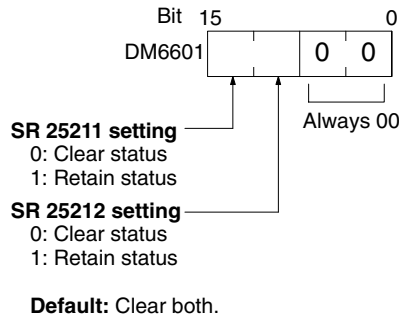 Bit 15 0
DM6601 0 0
Always 00
SR 25211 setting
0: Clear status
1: Retain status
SR 25212 setting
0: Clear status
1: Retain status
Default: Clear both.